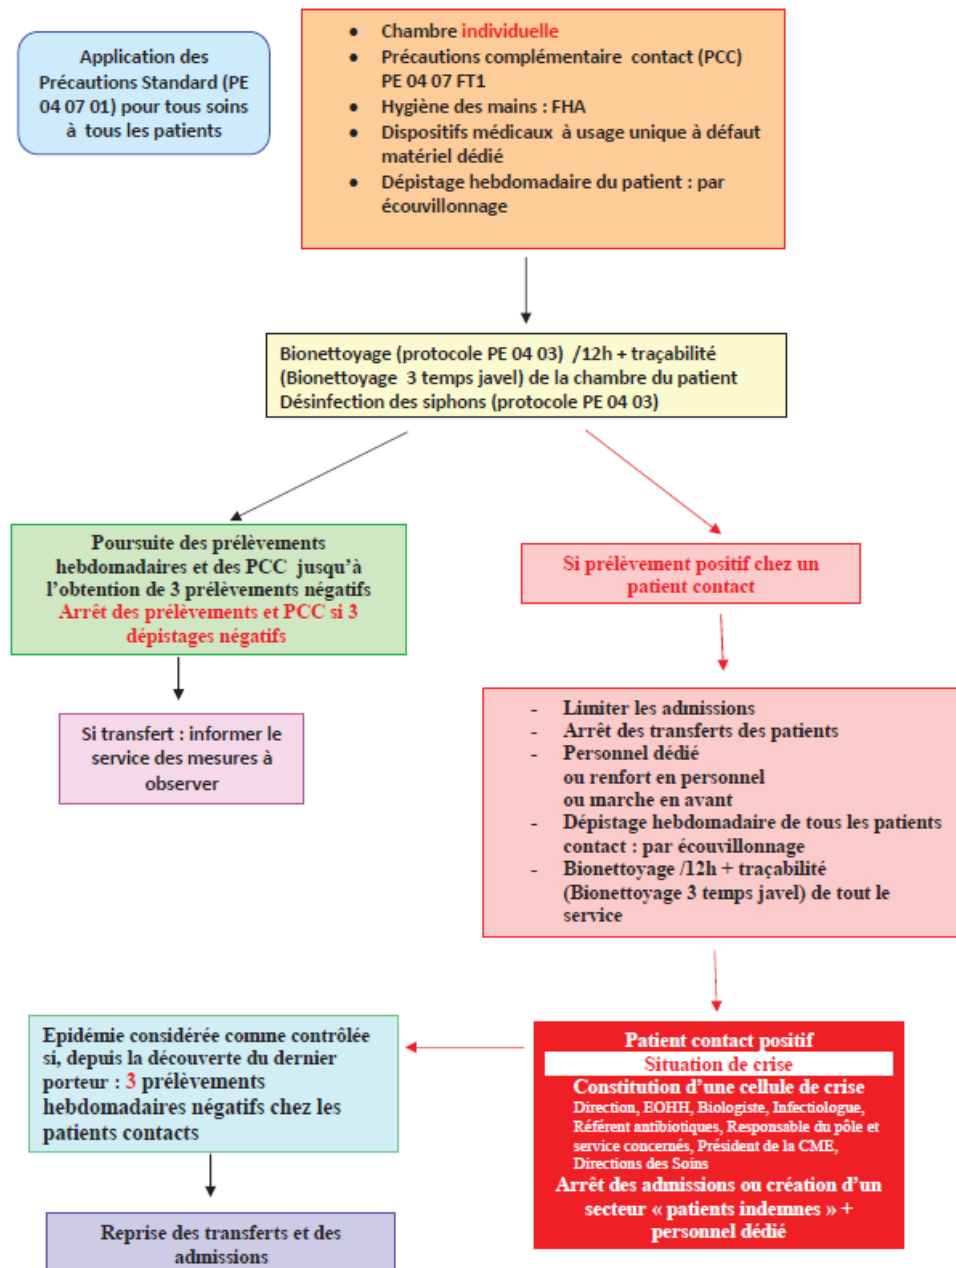 Application des
Précautions Standard (PE
04 07 01) pour tous soins
à tous les patients
• Chambre individuelle
• Précautions complémentaire contact (PCC)
PE 04 07 FT1
• Hygiène des mains : FHA
• Dispositifs médicaux à usage unique à défaut
matériel dédié
• Dépistage hebdomadaire du patient : par
écouvillonnage
Bionettoyage (protocole PE 04 03) /12h + traçabilité
(Bionettoyage 3 temps javel) de la chambre du patient
Désinfection des siphons (protocole PE 04 03)
Poursuite des prélèvements
hebdomadaires et des PCC jusqu'à
l'obtention de 3 prélèvements négatifs
Arrêt des prélèvements et PCC si 3
dépistages négatifs
Si prélèvement positif chez un
patient contact
Si transfert : informer le
service des mesures à
observer
- Limiter les admissions
- Arrêt des transferts des patients
- Personnel dédié
ou renfort en personnel
ou marche en avant
- Dépistage hebdomadaire de tous les patients
contact : par écouvillonnage
- Bionettoyage /12h + traçabilité
(Bionettoyage 3 temps javel) de tout le
service
Epidémie considérée comme contrôlée
si, depuis la découverte du dernier
porteur : 3 prélèvements
hebdomadaires négatifs chez les
patients contacts
Patient contact positif
Situation de crise
Constitution d'une cellule de crise
Direction, EOHH, Biologiste, Infectiologue,
Référent antibiotiques, Responsable du pôle et
service concernés, Président de la CME,
Directions des Soins
Arrêt des admissions ou création d'un
secteur « patients indemnes » +
personnel dédié
Reprise des transferts et des
admissions